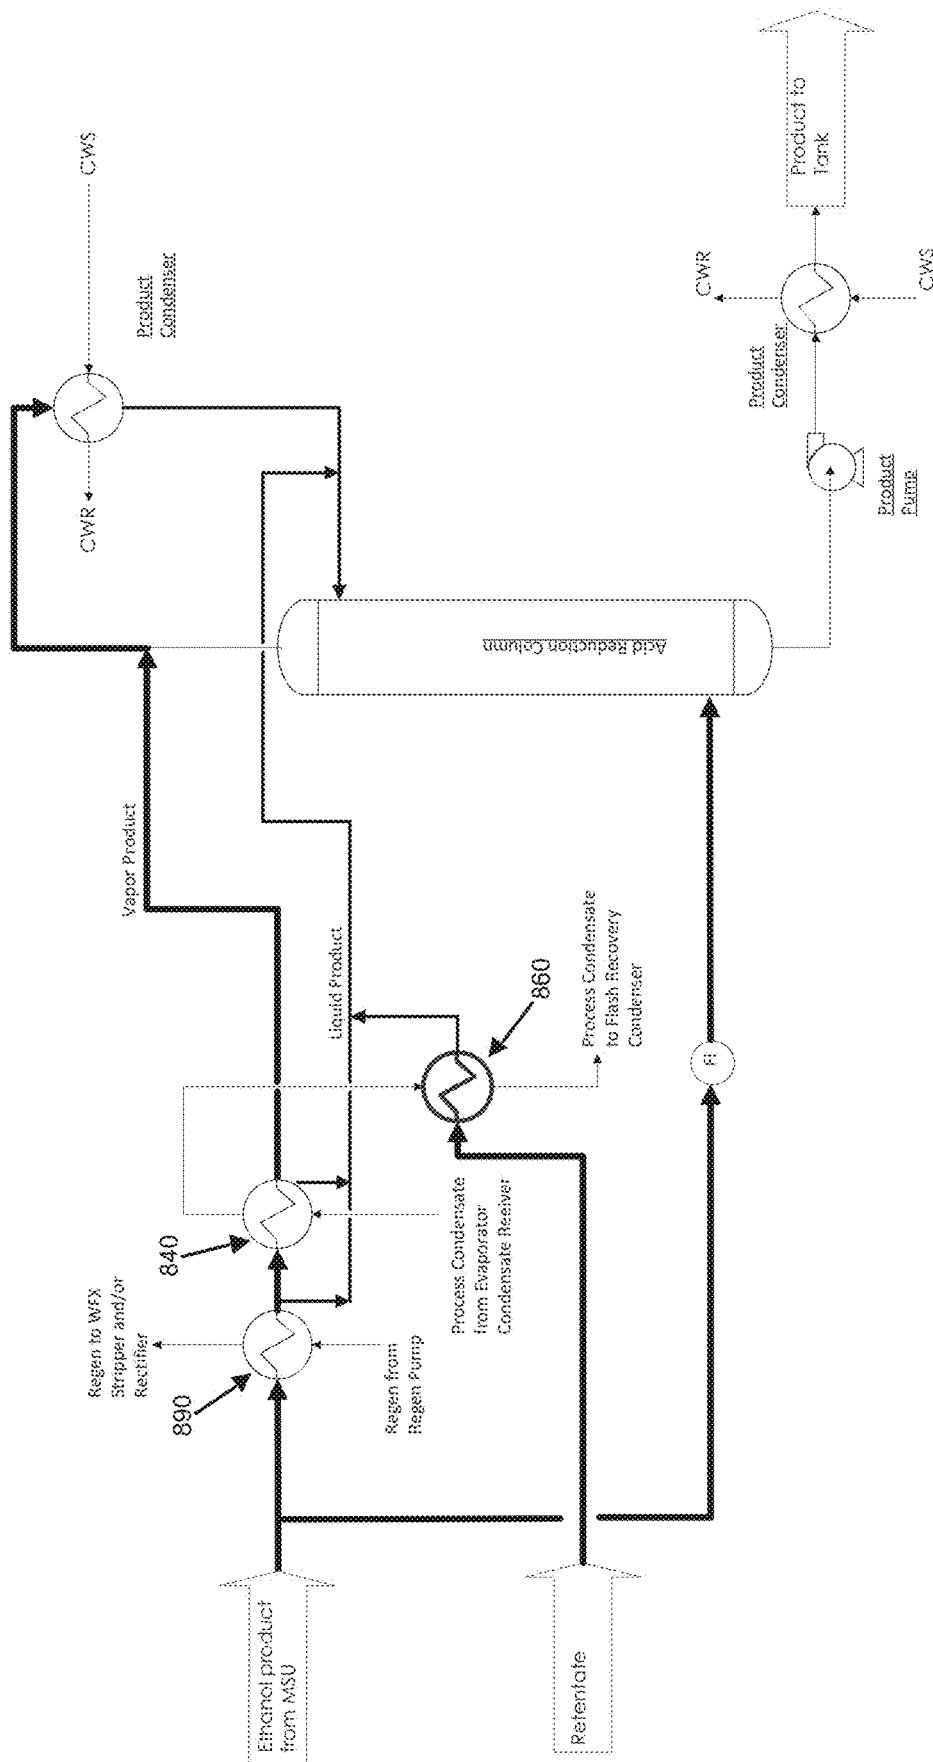 Ethanol product
from MSU
Retentate
890
Regen to WFX
Stripper and/or
Rectifier
Regen from
Regen Pump
840
Process Condensate
from Evaporator
Condensate Reeiver
860
Process Condensate
to Flash Recovery
Condenser
FI
Liquid Product
Vapor Product
Acid Reduction Column
CWR
CWS
Product
Condenser
Product
Pump
Product
Condenser
CWR
CWS
Product to
Tank